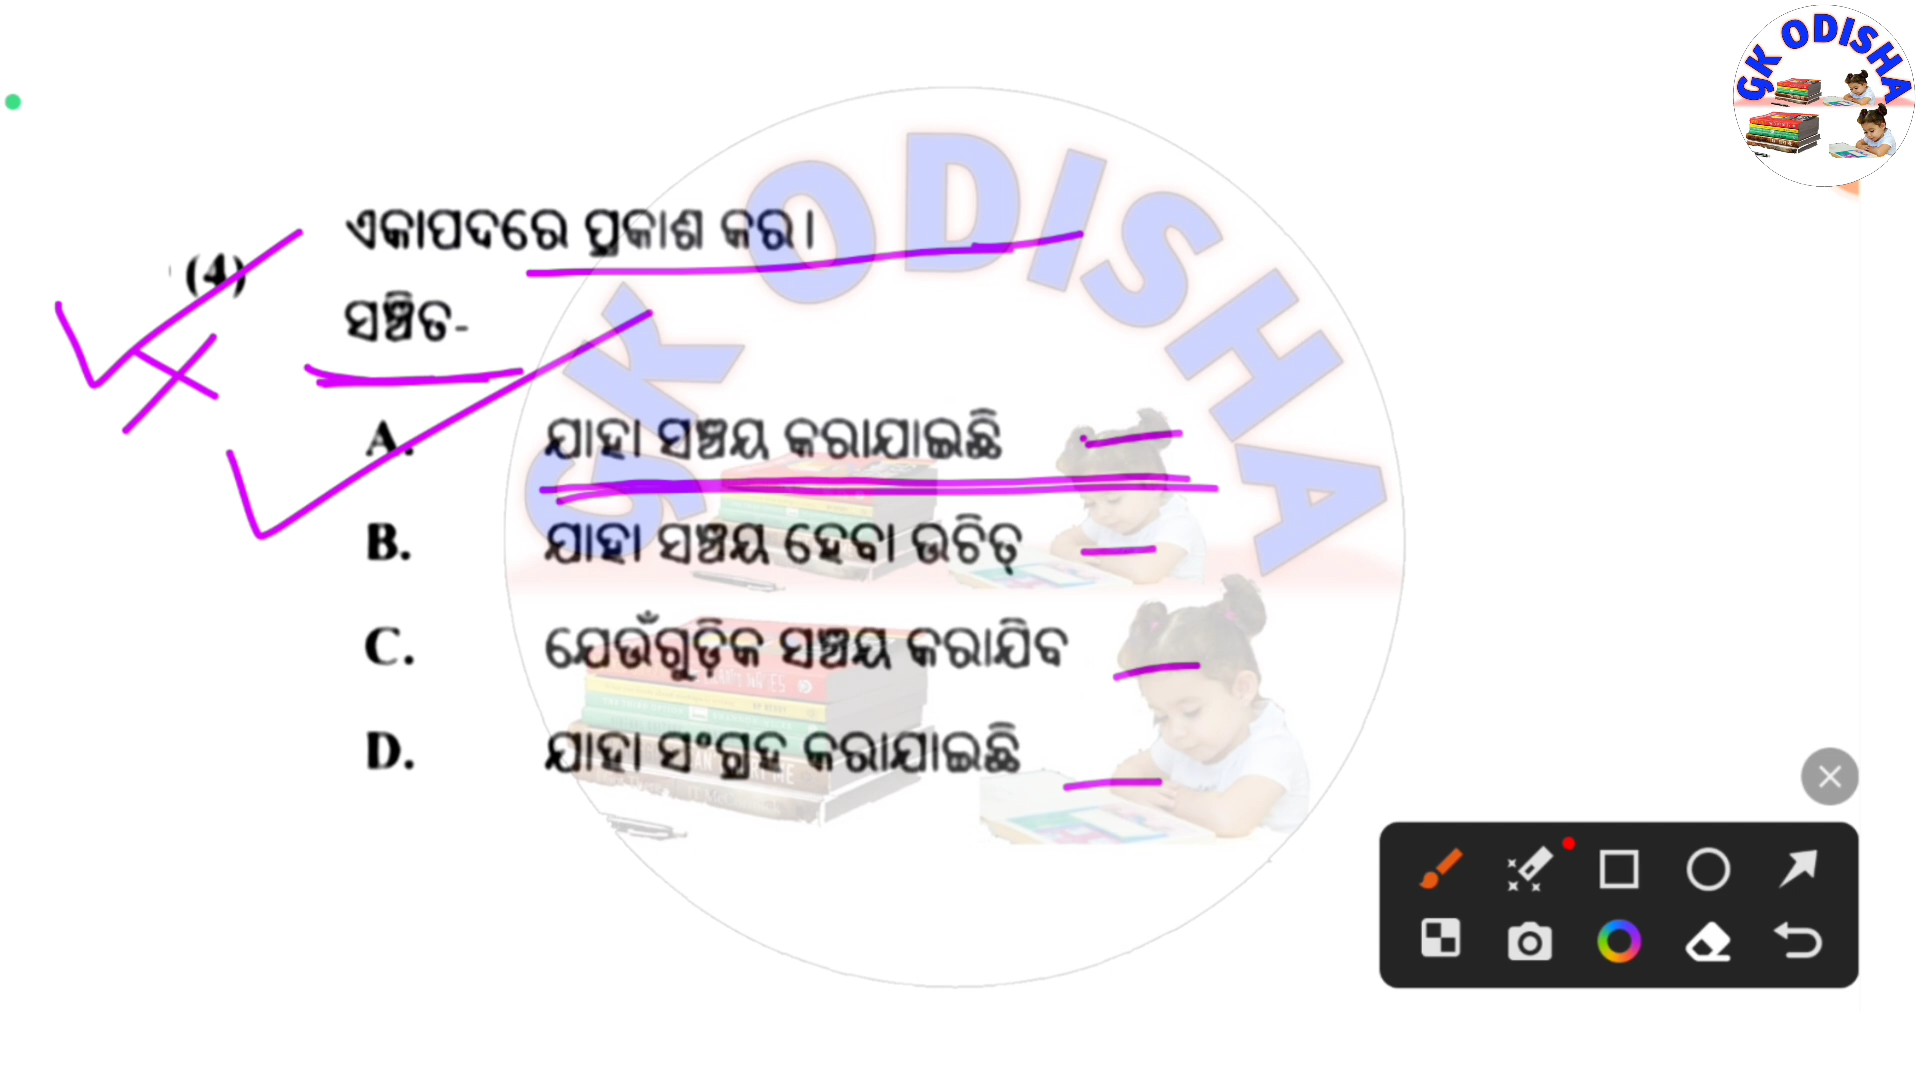 GK ODISHA
ଏକାପଦରେ ପ୍ରକାଶ କର।
(4)
ସଞ୍ଚିତ-
A. ଯାହା ସଞ୍ଚୟ କରାଯାଇଛି
B. ଯାହା ସଞ୍ଚୟ ହେବା ଉଚିତ୍
C. ଯେଉଁଗୁଡ଼ିକ ସଞ୍ଚୟ କରାଯିବ
D. ଯାହା ସଂଗ୍ରହ କରାଯାଇଛି
GK ODISHA